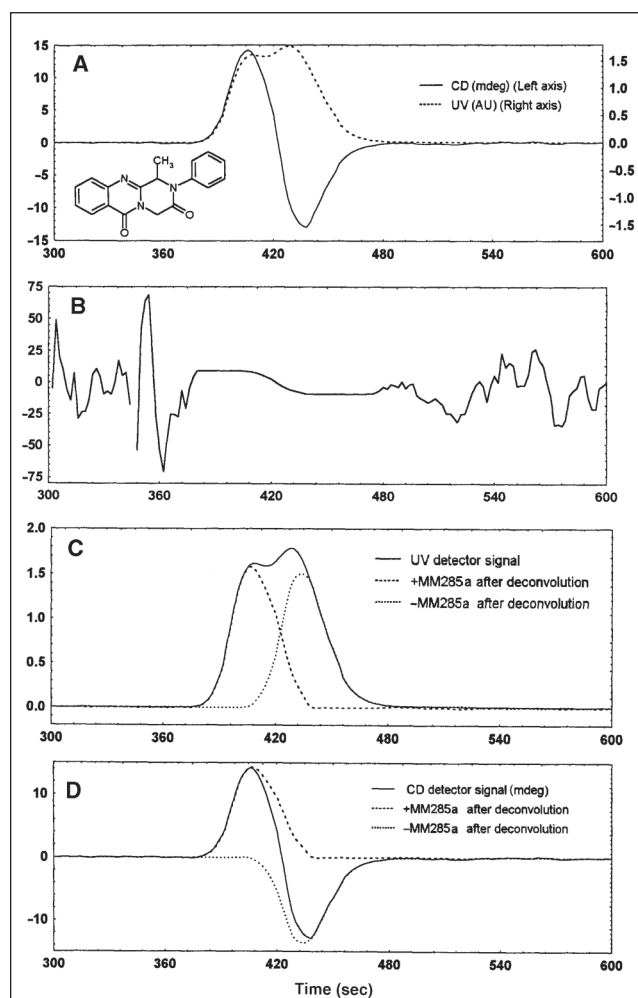 A
15
10
5
0
-5
-10
-15
1.5
1.0
0.5
0.0
-0.5
-1.0
-1.5
CD (mdeg) (Left axis)
UV (AU) (Right axis)
CH3
N
N
N
O
O
300
360
420
480
540
600
B
75
50
25
0
-25
-50
-75
300
360
420
480
540
600
C
2.0
1.5
1.0
0.5
0.0
UV detector signal
+MM285a after deconvolution
–MM285a after deconvolution
300
360
420
480
540
600
D
10
0
-10
CD detector signal (mdeg)
+MM285a after deconvolution
–MM285a after deconvolution
300
360
420
480
540
600
Time (sec)